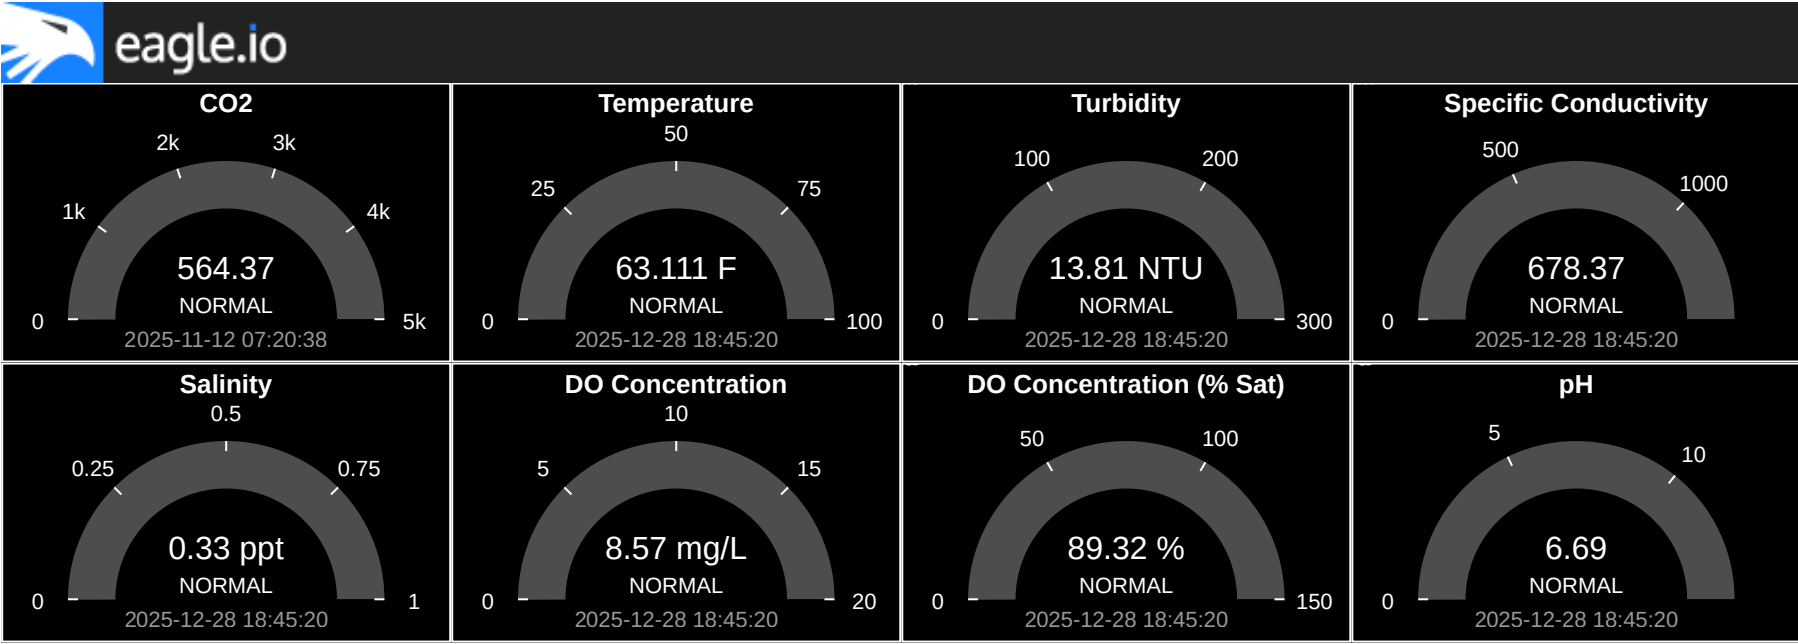 eagle.io
CO2
2k
3k
1k
4k
564.37
NORMAL
0
5k
2025-11-12 07:20:38
Temperature
50
25
75
63.111 F
NORMAL
0
100
2025-12-28 18:45:20
Turbidity
100
200
13.81 NTU
NORMAL
0
300
2025-12-28 18:45:20
Specific Conductivity
500
1000
678.37
NORMAL
0
2025-12-28 18:45:20
Salinity
0.5
0.25
0.75
0.33 ppt
NORMAL
0
1
2025-12-28 18:45:20
DO Concentration
10
5
15
8.57 mg/L
NORMAL
0
20
2025-12-28 18:45:20
DO Concentration (% Sat)
50
100
89.32 %
NORMAL
0
150
2025-12-28 18:45:20
pH
5
10
6.69
NORMAL
0
2025-12-28 18:45:20